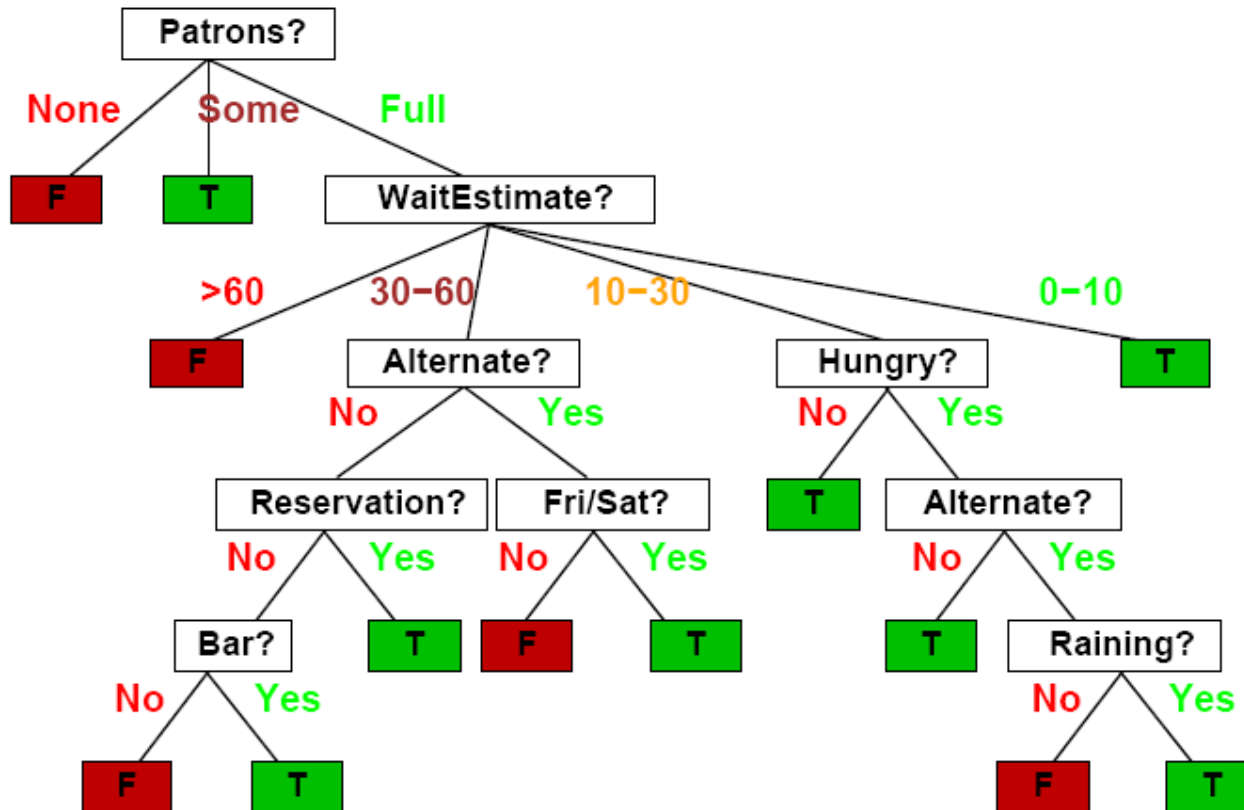 Patrons?
None Some Full
F T WaitEstimate?
>60 30−60 10−30 0−10
F Alternate? Hungry? T
No Yes No Yes
Reservation? Fri/Sat? T Alternate?
No Yes No Yes No Yes
Bar? T F T T Raining?
No Yes No Yes
F T F T